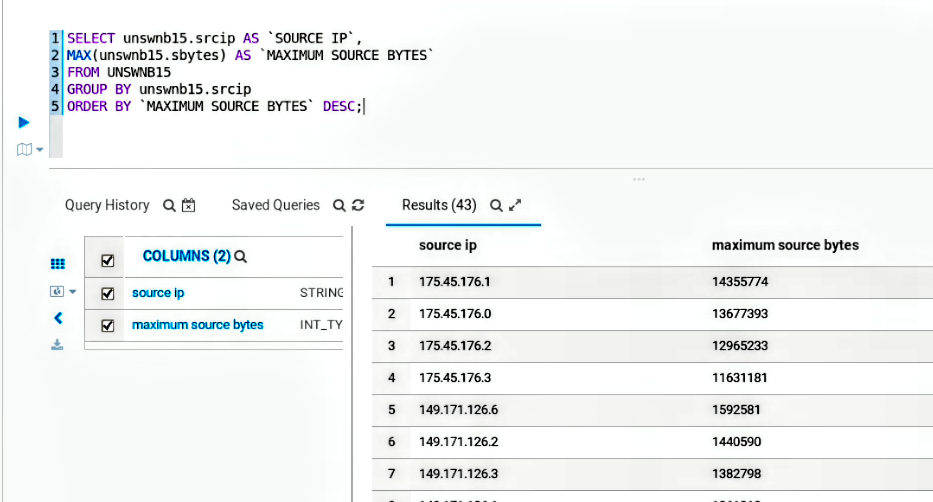 1 SELECT unswnb15.srcip AS `SOURCE IP`,
2 MAX(unswnb15.sbytes) AS `MAXIMUM SOURCE BYTES`
3 FROM UNSWNB15
4 GROUP BY unswnb15.srcip
5 ORDER BY `MAXIMUM SOURCE BYTES` DESC;
Query History Saved Queries Results (43)
COLUMNS (2)
source ip STRING
maximum source bytes INT_TY
source ip maximum source bytes
1 175.45.176.1 14355774
2 175.45.176.0 13677393
3 175.45.176.2 12965233
4 175.45.176.3 11631181
5 149.171.126.6 1592581
6 149.171.126.2 1440590
7 149.171.126.3 1382798